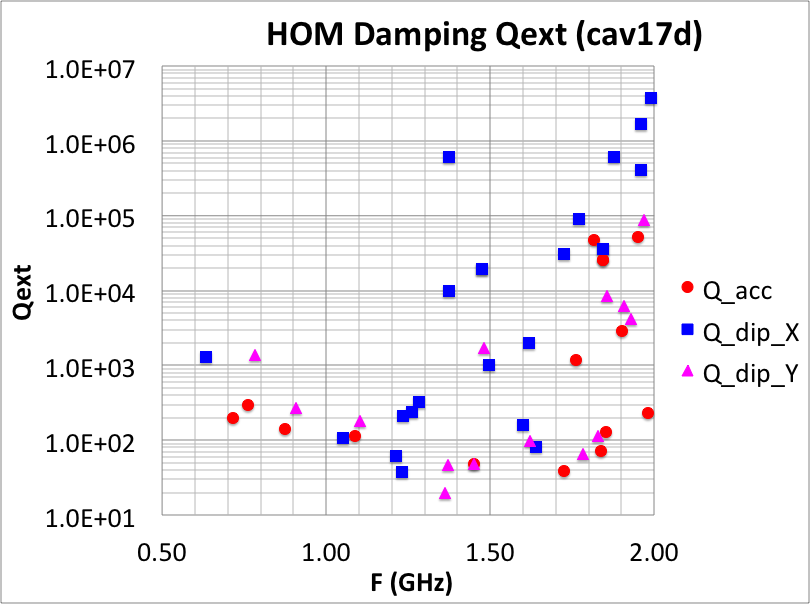 HOM Damping Qext (cav17d)
1.0E+07
1.0E+06
1.0E+05
1.0E+04
1.0E+03
1.0E+02
1.0E+01
Qext
0.50 1.00 1.50 2.00
F (GHz)
Q_acc
Q_dip_X
Q_dip_Y